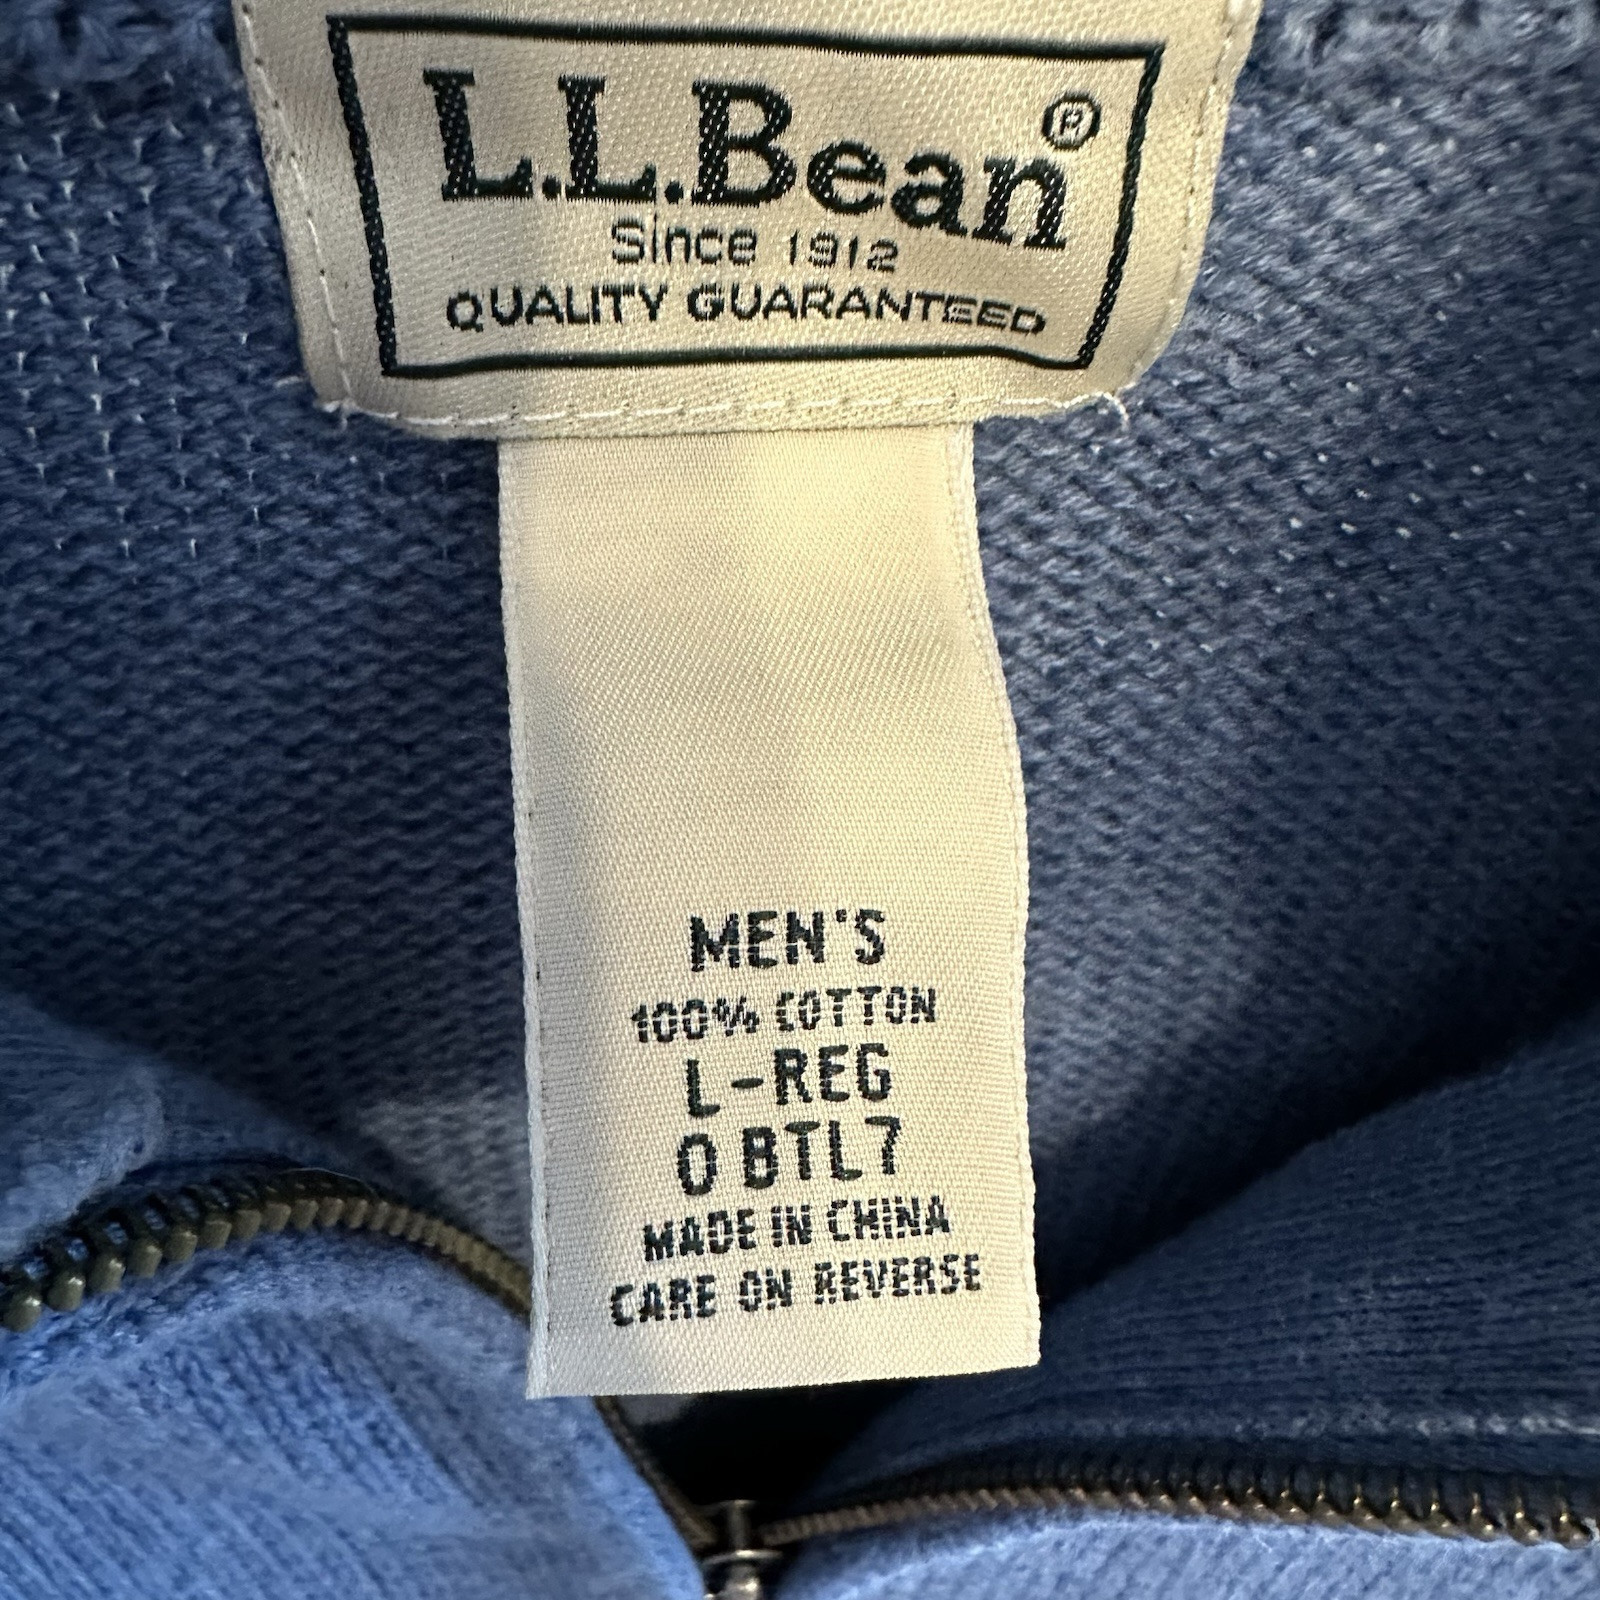 L.L.Bean®
Since 1912
QUALITY GUARANTEED
MEN'S
100% COTTON
L-REG
0 BTL7
MADE IN CHINA
CARE ON REVERSE